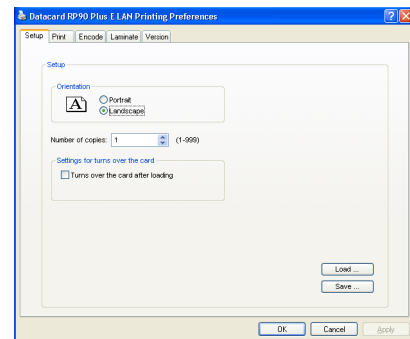 Datacard RP90 Plus E LAN Printing Preferences
Setup Print Encode Laminate Version
Setup
Orientation
A
Portrait
Landscape
Number of copies: 1 (1-999)
Settings for turns over the card
Turns over the card after loading
Load ...
Save ...
OK Cancel Apply